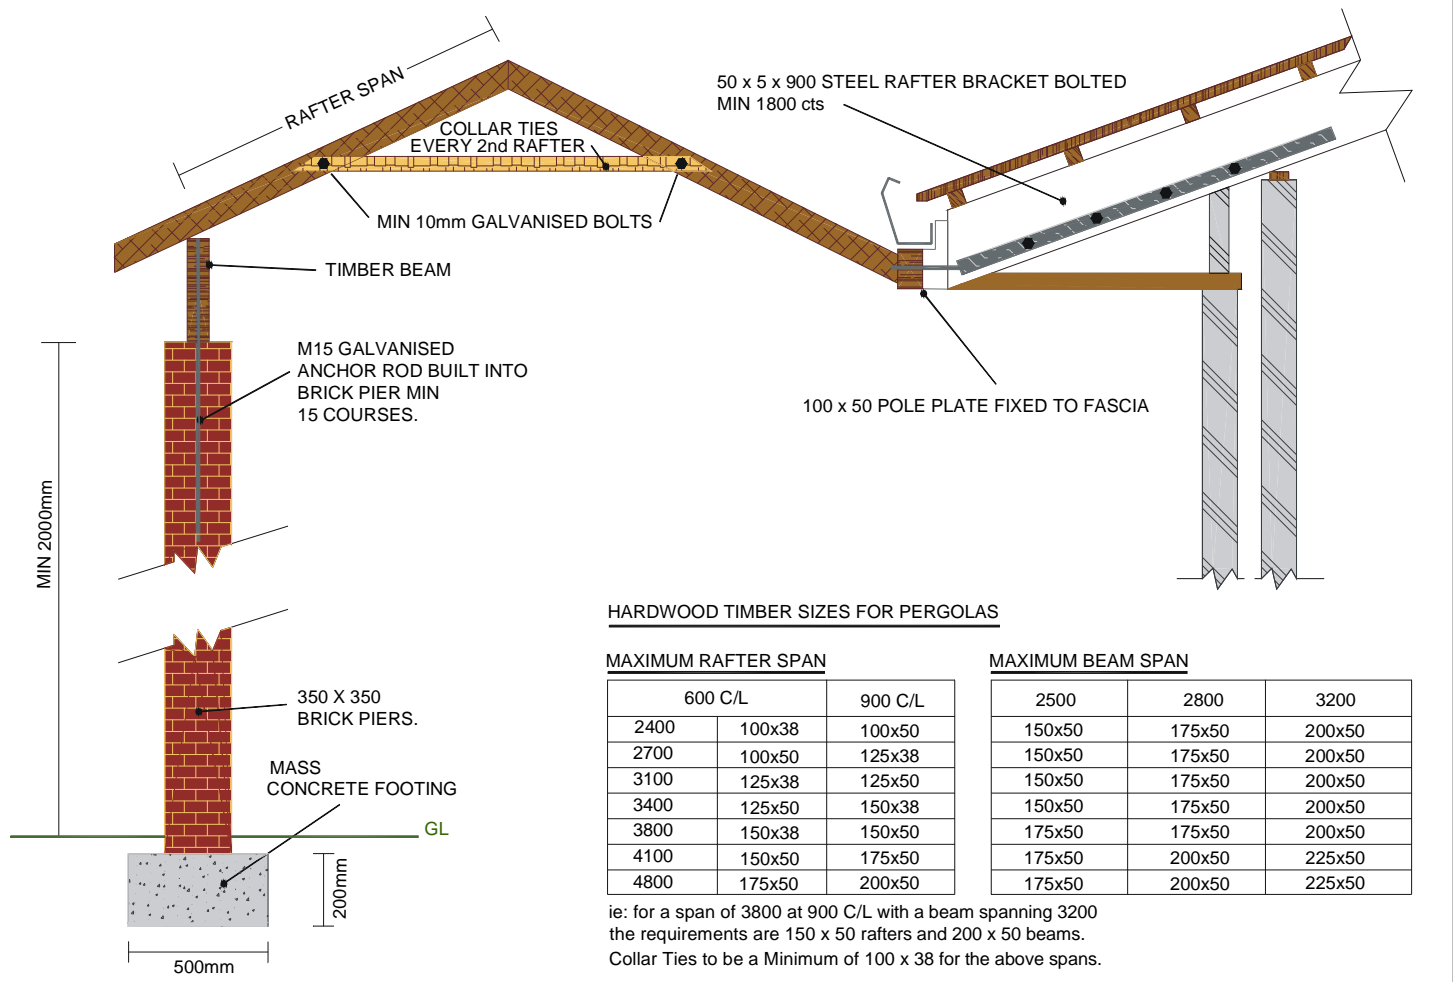 RAFTER SPAN
COLLAR TIES
EVERY 2nd RAFTER
MIN 10mm GALVANISED BOLTS
TIMBER BEAM
M15 GALVANISED
ANCHOR ROD BUILT INTO
BRICK PIER MIN
15 COURSES.
MIN 2000mm
350 X 350
BRICK PIERS.
MASS
CONCRETE FOOTING
GL
200mm
500mm
50 x 5 x 900 STEEL RAFTER BRACKET BOLTED
MIN 1800 cts
100 x 50 POLE PLATE FIXED TO FASCIA
HARDWOOD TIMBER SIZES FOR PERGOLAS
MAXIMUM RAFTER SPAN
600 C/L 900 C/L
2400 100x38 100x50
2700 100x50 125x38
3100 125x38 125x50
3400 125x50 150x38
3800 150x38 150x50
4100 150x50 175x50
4800 175x50 200x50
MAXIMUM BEAM SPAN
2500 2800 3200
150x50 175x50 200x50
150x50 175x50 200x50
150x50 175x50 200x50
150x50 175x50 200x50
175x50 175x50 200x50
175x50 200x50 225x50
175x50 200x50 225x50
ie: for a span of 3800 at 900 C/L with a beam spanning 3200
the requirements are 150 x 50 rafters and 200 x 50 beams.
Collar Ties to be a Minimum of 100 x 38 for the above spans.